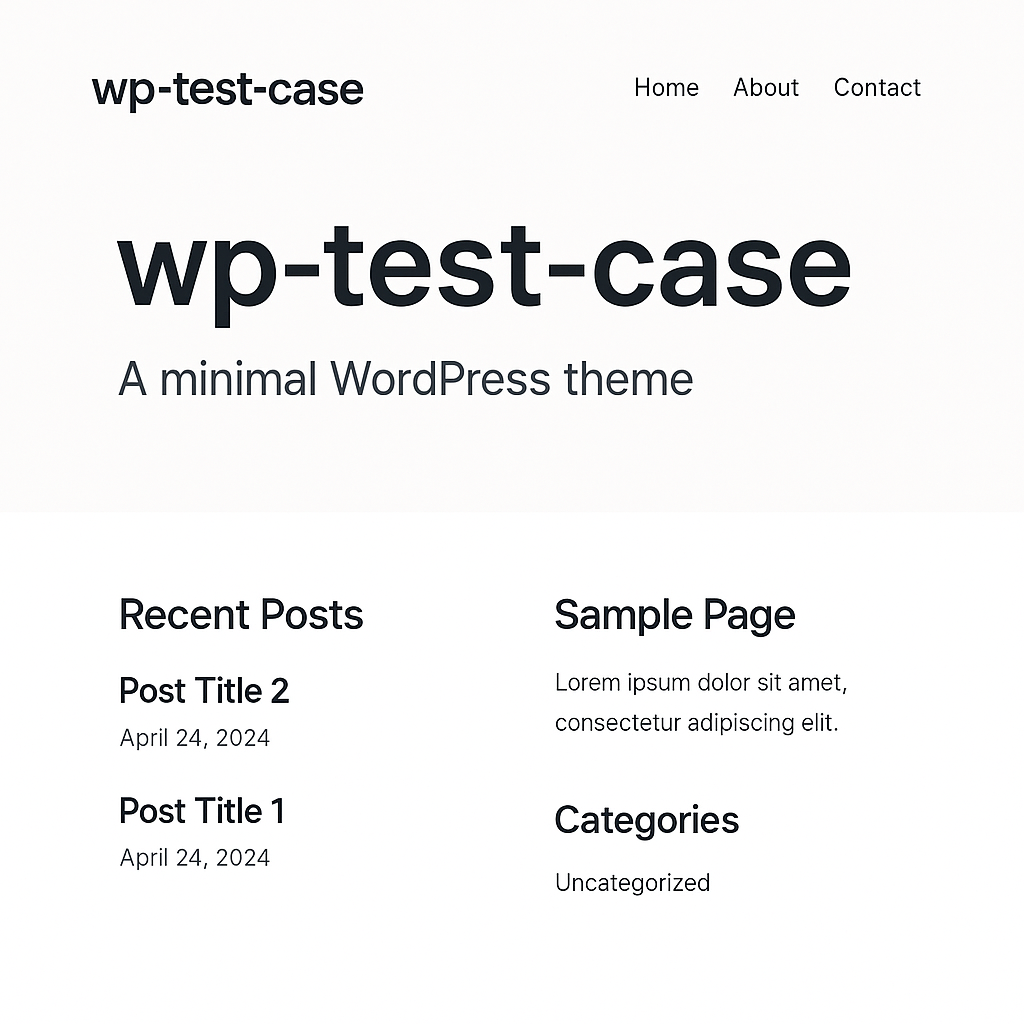 wp-test-case
Home About Contact
wp-test-case
A minimal WordPress theme
Recent Posts
Post Title 2
April 24, 2024
Post Title 1
April 24, 2024
Sample Page
Lorem ipsum dolor sit amet,
consectetur adipiscing elit.
Categories
Uncategorized